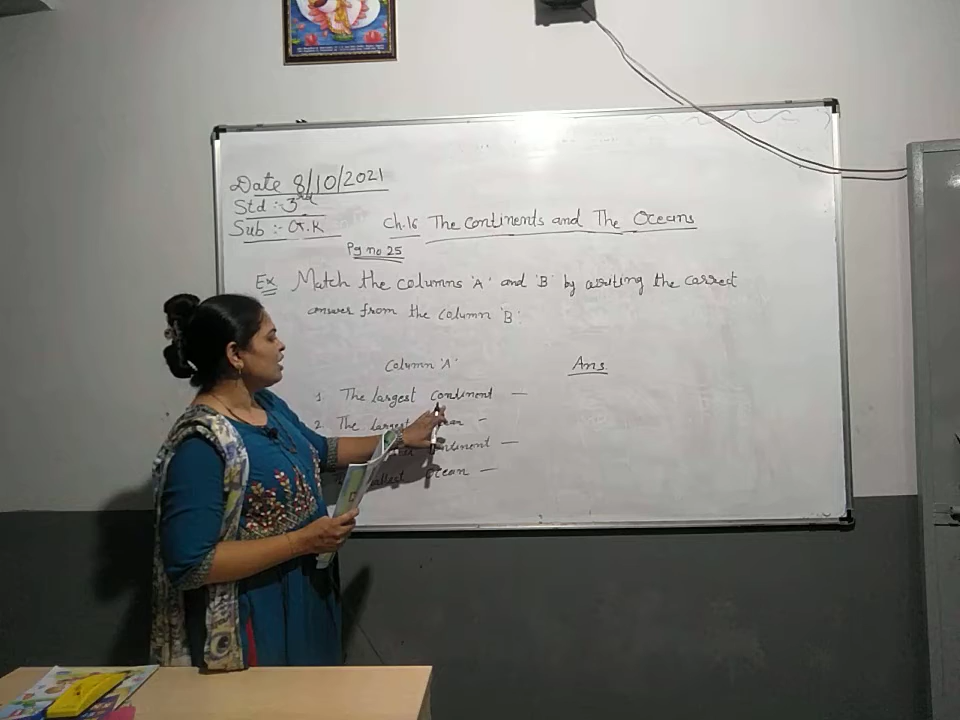 Date 8/10/2021
Std :- 3rd
Sub :- G.K
Ch.16 The Continents and The Oceans
Pg no 25
Ex Match the columns 'A' and 'B' by writing the correct
answer from the column 'B'.
Column 'A' Ans.
1. The largest continent —
2. The largest —
continent —
Ocean —